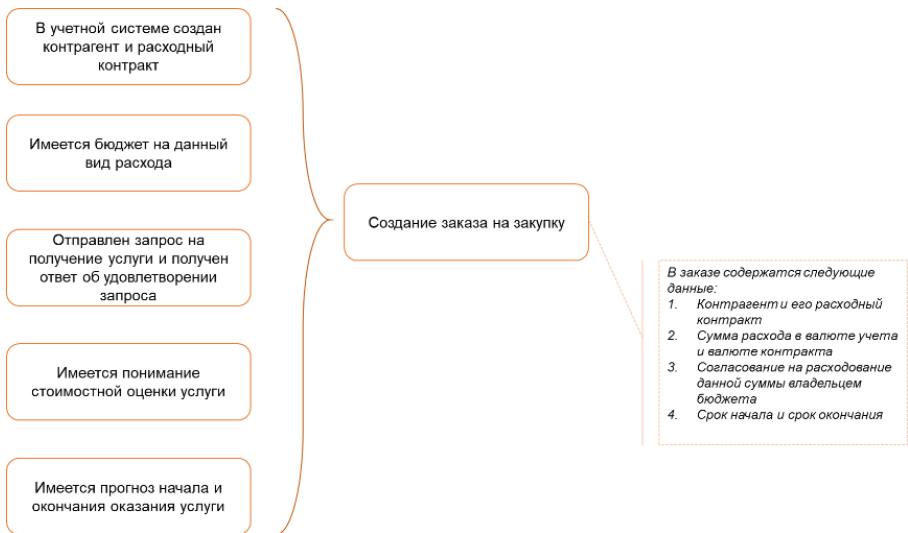 В учетной системе создан
контрагент и расходный
контракт
Имеется бюджет на данный
вид расхода
Отправлен запрос на
получение услуги и получен
ответ об удовлетворении
запроса
Имеется понимание
стоимостной оценки услуги
Имеется прогноз начала и
окончания оказания услуги
Создание заказа на закупку
В заказе содержатся следующие
данные:
1. Контрагент и его расходный
контракт
2. Сумма расхода в валюте учета
и валюте контракта
3. Согласование на расходование
данной суммы владельцем
бюджета
4. Срок начала и срок окончания